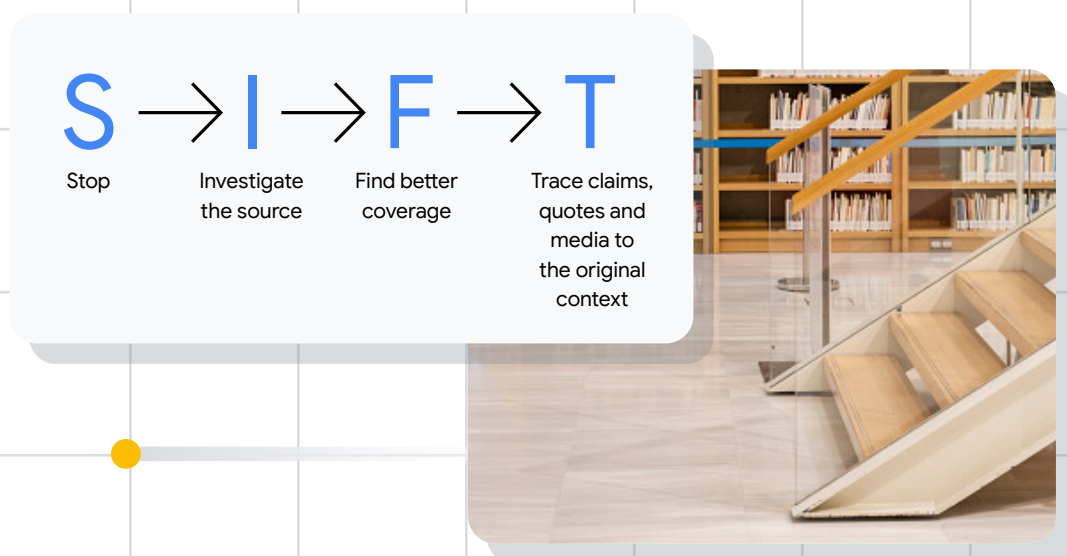 S I F T
Stop
Investigate
the source
Find better
coverage
Trace claims,
quotes and
media to
the original
context